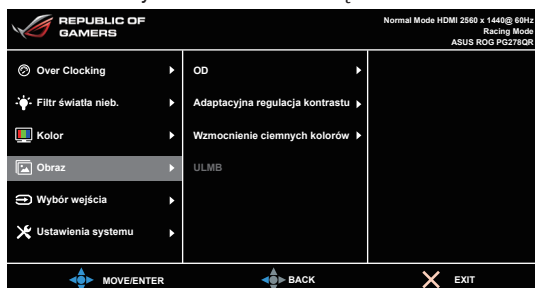 REPUBLIC OF
GAMERS
Normal Mode HDMI 2560 x 1440@ 60Hz
Racing Mode
ASUS ROG PG278QR
Over Clocking
Filtr światła nieb.
Kolor
Obraz
Wybór wejścia
Ustawienia systemu
OD
Adaptacyjna regulacja kontrastu
Wzmocnienie ciemnych kolorów
ULMB
MOVE/ENTER
BACK
EXIT